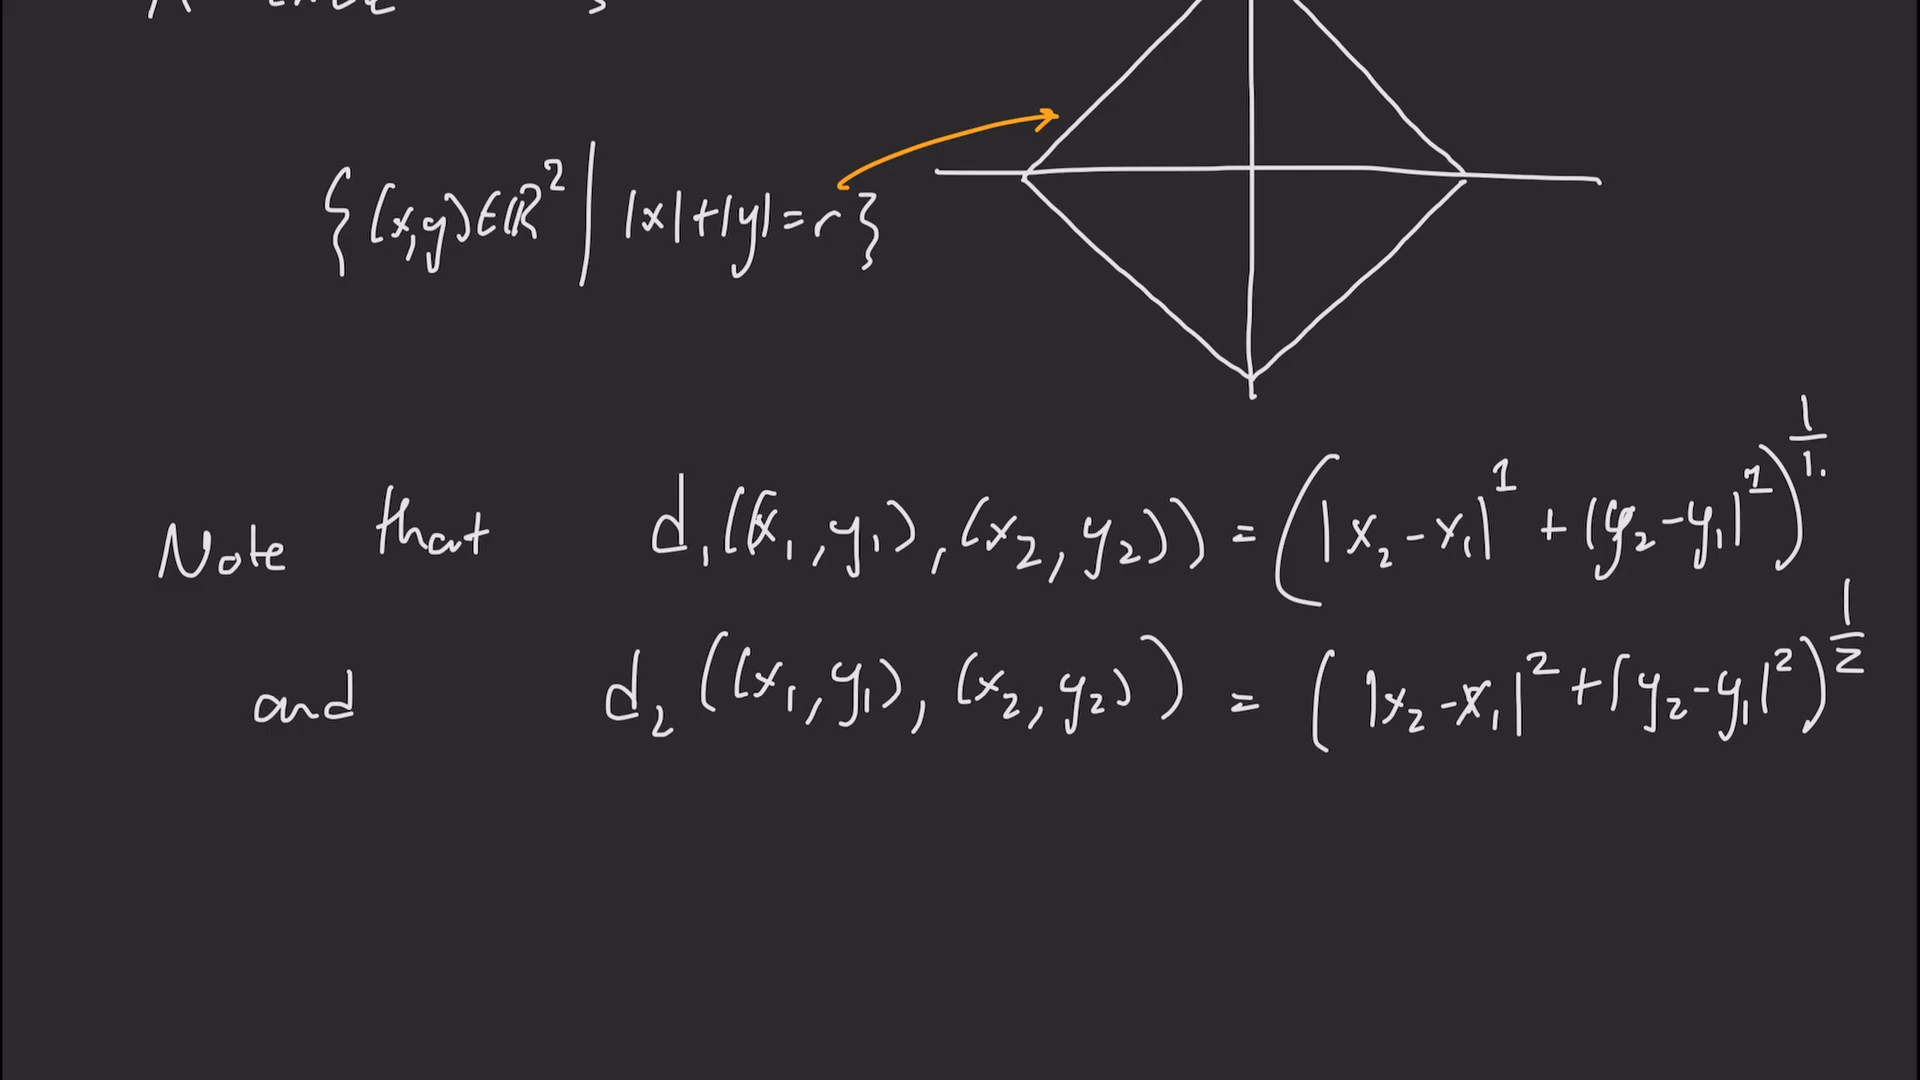 {(x,y)∈ℝ² | |x|+|y|=r}
Note that d₁((x₁,y₁),(x₂,y₂)) = (|x₂-x₁|¹ + |y₂-y₁|¹)^(1/1.)
and d₂((x₁,y₁),(x₂,y₂)) = (|x₂-x₁|² + |y₂-y₁|²)^(1/2)